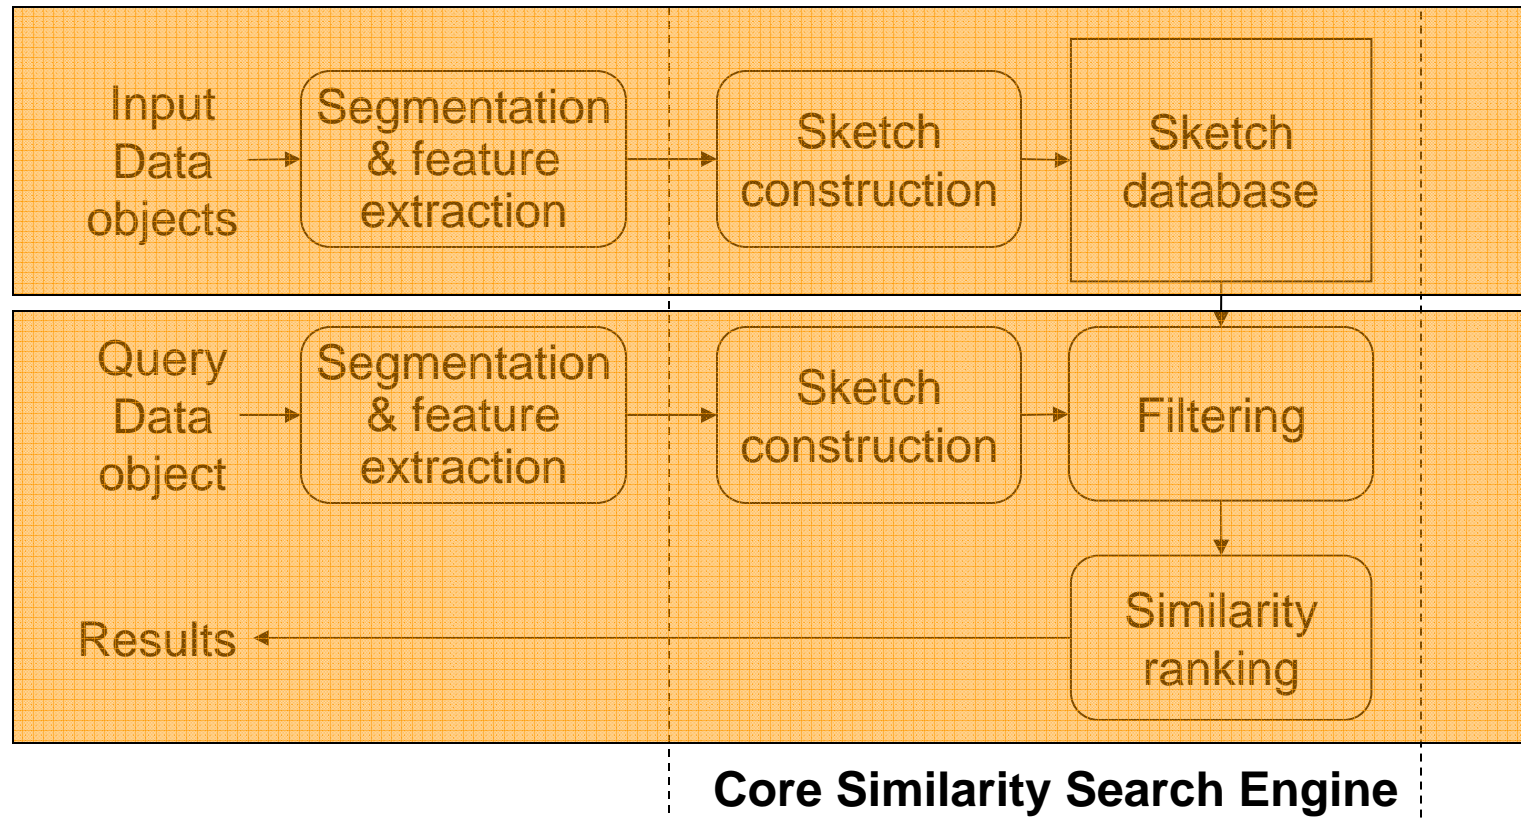 Input
Data
objects
Segmentation
& feature
extraction
Sketch
construction
Sketch
database
Query
Data
object
Segmentation
& feature
extraction
Sketch
construction
Filtering
Similarity
ranking
Results
Core Similarity Search Engine